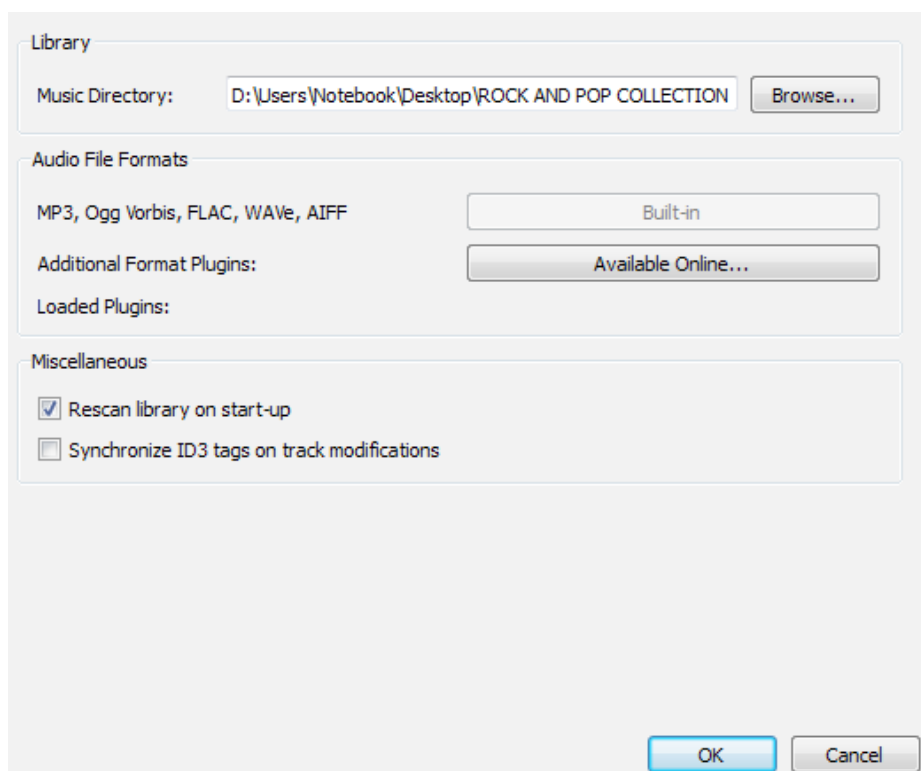 Library
Music Directory: D:\Users\Notebook\Desktop\ROCK AND POP COLLECTION Browse...
Audio File Formats
MP3, Ogg Vorbis, FLAC, WAVe, AIFF Built-in
Additional Format Plugins: Available Online...
Loaded Plugins:
Miscellaneous
Rescan library on start-up
Synchronize ID3 tags on track modifications
OK Cancel